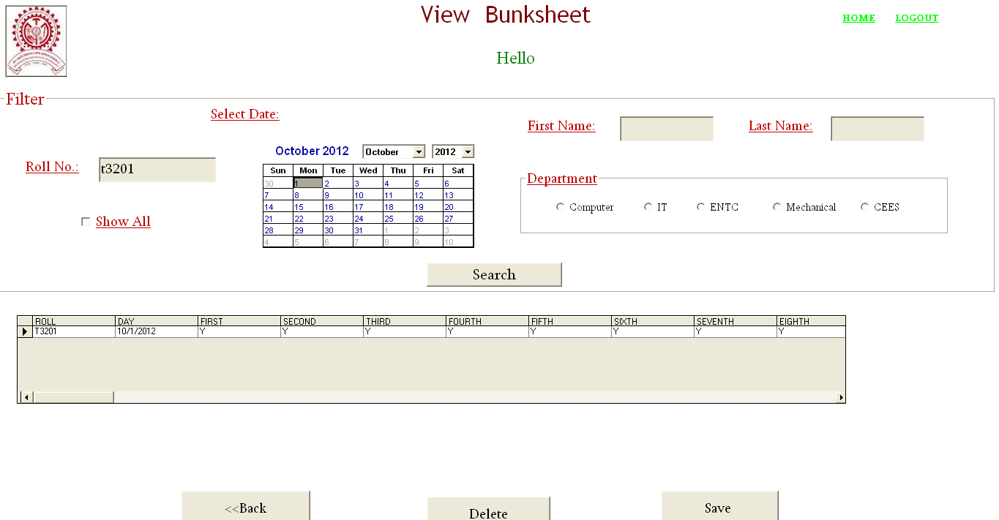 View Bunksheet
HOME LOGOUT
Hello
Filter
Select Date:
First Name: Last Name:
Roll No.: t3201
Show All
October 2012 October 2012
Sun Mon Tue Wed Thu Fri Sat
30 1 2 3 4 5 6
7 8 9 10 11 12 13
14 15 16 17 18 19 20
21 22 23 24 25 26 27
28 29 30 31 1 2 3
4 5 6 7 8 9 10
Department
Computer IT ENTC Mechanical CEES
Search
ROLL DAY FIRST SECOND THIRD FOURTH FIFTH SIXTH SEVENTH EIGHTH
T3201 10/1/2012 Y Y Y Y Y Y Y Y
<<Back Delete Save